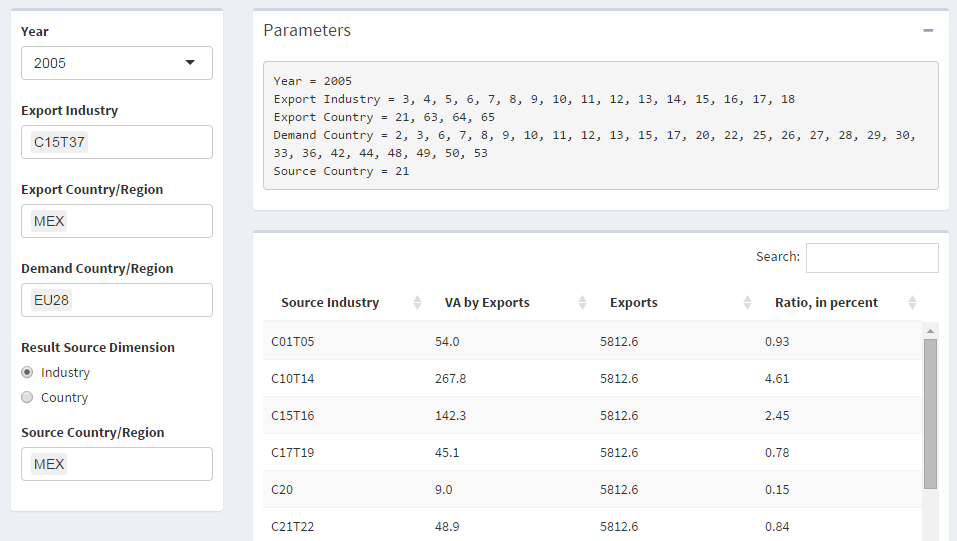 Year
2005
Export Industry
C15T37
Export Country/Region
MEX
Demand Country/Region
EU28
Result Source Dimension
Industry
Country
Source Country/Region
MEX
Parameters
Year = 2005
Export Industry = 3, 4, 5, 6, 7, 8, 9, 10, 11, 12, 13, 14, 15, 16, 17, 18
Export Country = 21, 63, 64, 65
Demand Country = 2, 3, 6, 7, 8, 9, 10, 11, 12, 13, 15, 17, 20, 22, 25, 26, 27, 28, 29, 30,
33, 36, 42, 44, 48, 49, 50, 53
Source Country = 21
Search:
Source Industry VA by Exports Exports Ratio, in percent
C01T05 54.0 5812.6 0.93
C10T14 267.8 5812.6 4.61
C15T16 142.3 5812.6 2.45
C17T19 45.1 5812.6 0.78
C20 9.0 5812.6 0.15
C21T22 48.9 5812.6 0.84